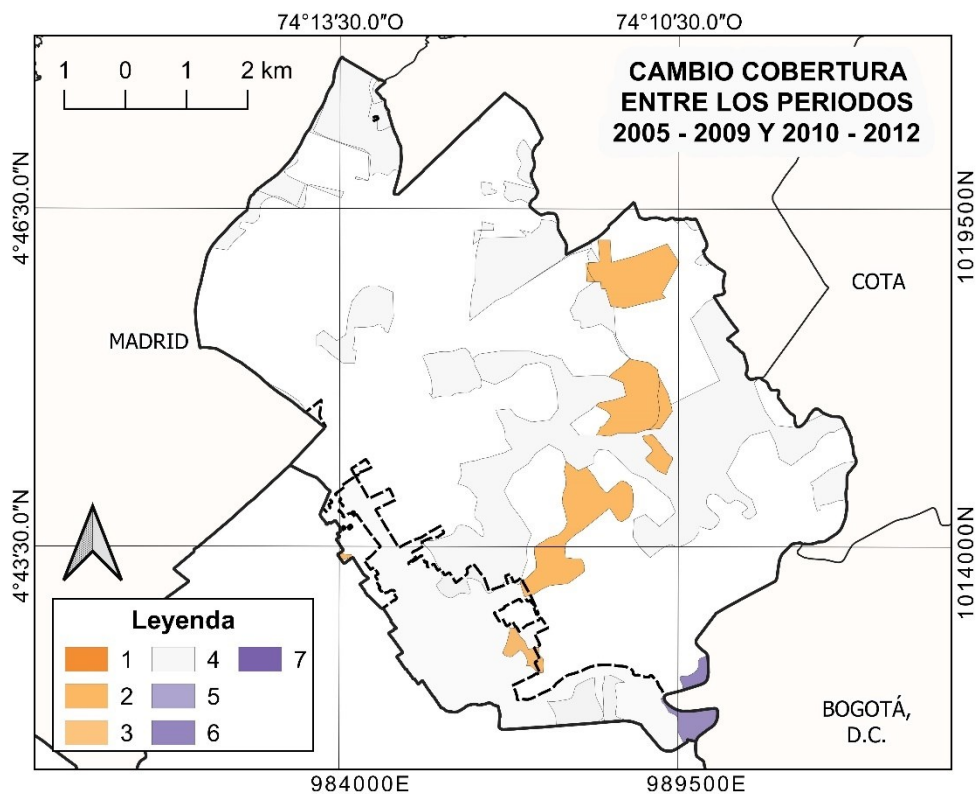 74°13'30.0″O 74°10'30.0″O
1 0 1 2 km
CAMBIO COBERTURA
ENTRE LOS PERIODOS
2005 - 2009 Y 2010 - 2012
4°46'30.0″N
1019500N
COTA
MADRID
4°43'30.0″N
1014000N
Leyenda
1 4 7
2 5
3 6
BOGOTÁ,
D.C.
984000E 989500E